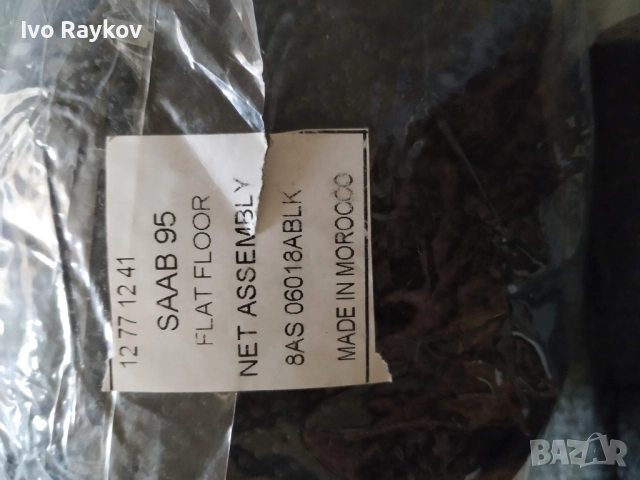 Ivo Raykov
12 77 12 41
SAAB 95
FLAT FLOOR
NET ASSEMBLY
8AS 06018ABLK
MADE IN MOROCCO
BAZAR